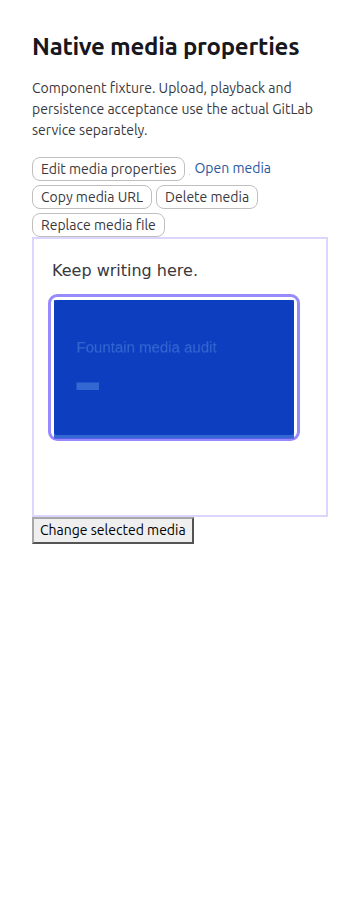 Native media properties
Component fixture. Upload, playback and
persistence acceptance use the actual GitLab
service separately.
Edit media properties Open media
Copy media URL Delete media
Replace media file
Keep writing here.
Fountain media audit
Change selected media